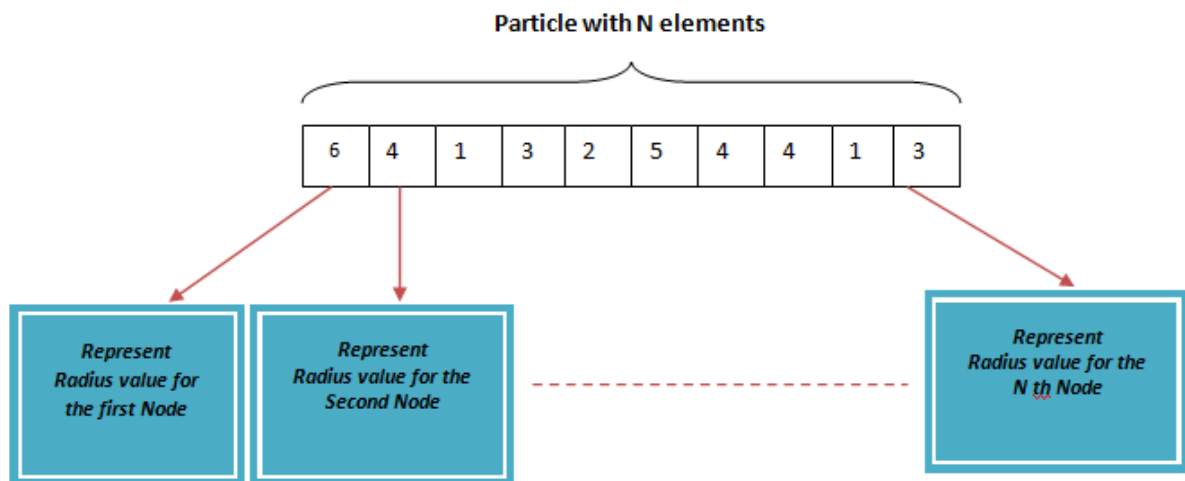 Particle with N elements
6 4 1 3 2 5 4 4 1 3
Represent
Radius value for
the first Node
Represent
Radius value for the
Second Node
Represent
Radius value for the
N th Node